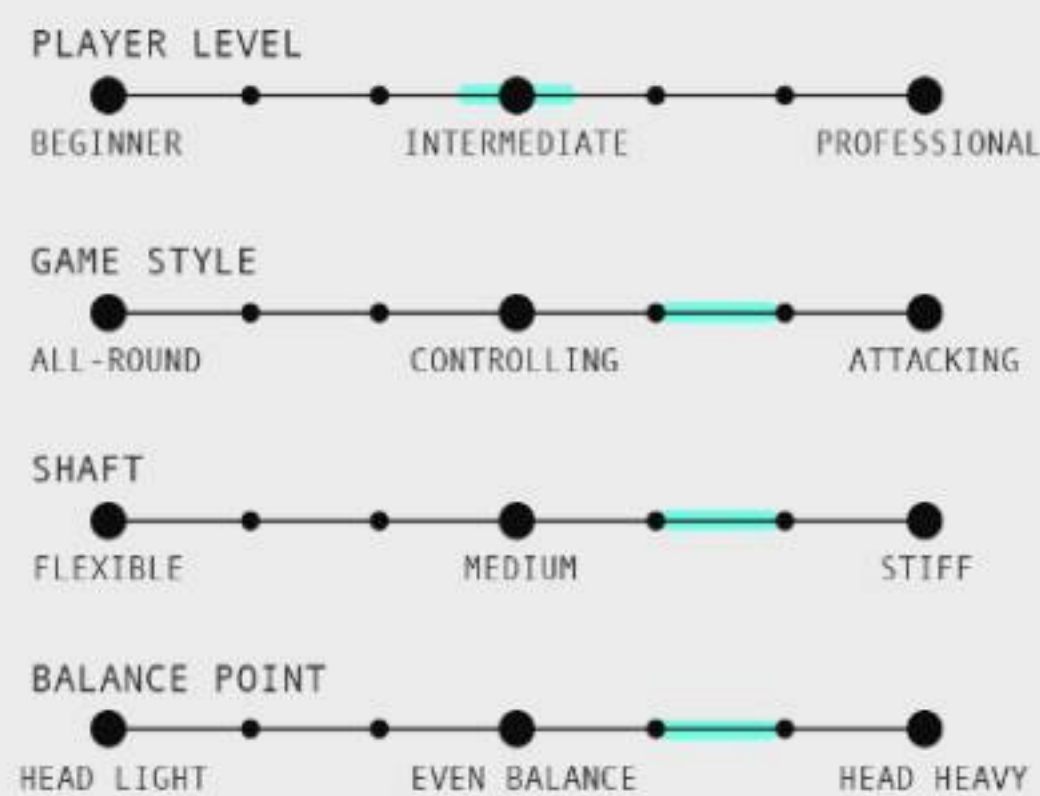 PLAYER LEVEL
BEGINNER INTERMEDIATE PROFESSIONAL
GAME STYLE
ALL-ROUND CONTROLLING ATTACKING
SHAFT
FLEXIBLE MEDIUM STIFF
BALANCE POINT
HEAD LIGHT EVEN BALANCE HEAD HEAVY